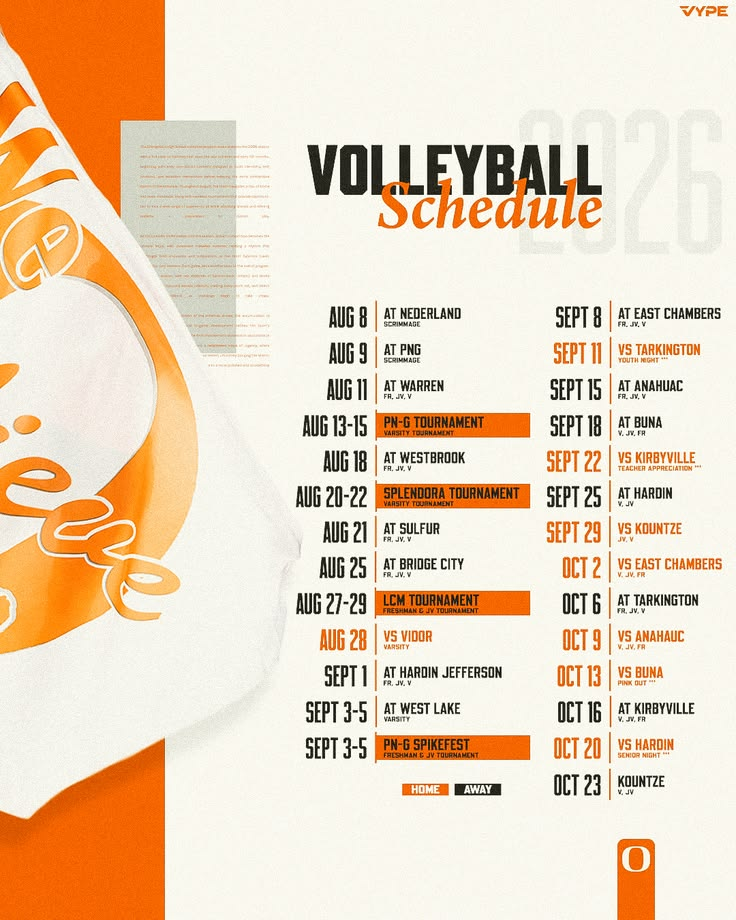 VYPE
2026
VOLLEYBALL
Schedule
AUG 8 AT NEDERLAND
SCRIMMAGE
AUG 9 AT PNG
SCRIMMAGE
AUG 11 AT WARREN
FR, JV, V
AUG 13-15 PN-G TOURNAMENT
VARSITY TOURNAMENT
AUG 18 AT WESTBROOK
FR, JV, V
AUG 20-22 SPLENDORA TOURNAMENT
VARSITY TOURNAMENT
AUG 21 AT SULFUR
FR, JV, V
AUG 25 AT BRIDGE CITY
FR, JV, V
AUG 27-29 LCM TOURNAMENT
FRESHMAN & JV TOURNAMENT
AUG 28 VS VIDOR
VARSITY
SEPT 1 AT HARDIN JEFFERSON
FR, JV, V
SEPT 3-5 AT WEST LAKE
VARSITY
SEPT 3-5 PN-G SPIKEFEST
FRESHMAN & JV TOURNAMENT
SEPT 8 AT EAST CHAMBERS
FR, JV, V
SEPT 11 VS TARKINGTON
YOUTH NIGHT ***
SEPT 15 AT ANAHUAC
FR, JV, V
SEPT 18 AT BUNA
V, JV, FR
SEPT 22 VS KIRBYVILLE
TEACHER APPRECIATION ***
SEPT 25 AT HARDIN
V, JV
SEPT 29 VS KOUNTZE
JV, V
OCT 2 VS EAST CHAMBERS
V, JV, FR
OCT 6 AT TARKINGTON
FR, JV, V
OCT 9 VS ANAHAUC
V, JV, FR
OCT 13 VS BUNA
PINK OUT ***
OCT 16 AT KIRBYVILLE
V, JV, FR
OCT 20 VS HARDIN
SENIOR NIGHT ***
OCT 23 KOUNTZE
V, JV
HOME AWAY
O